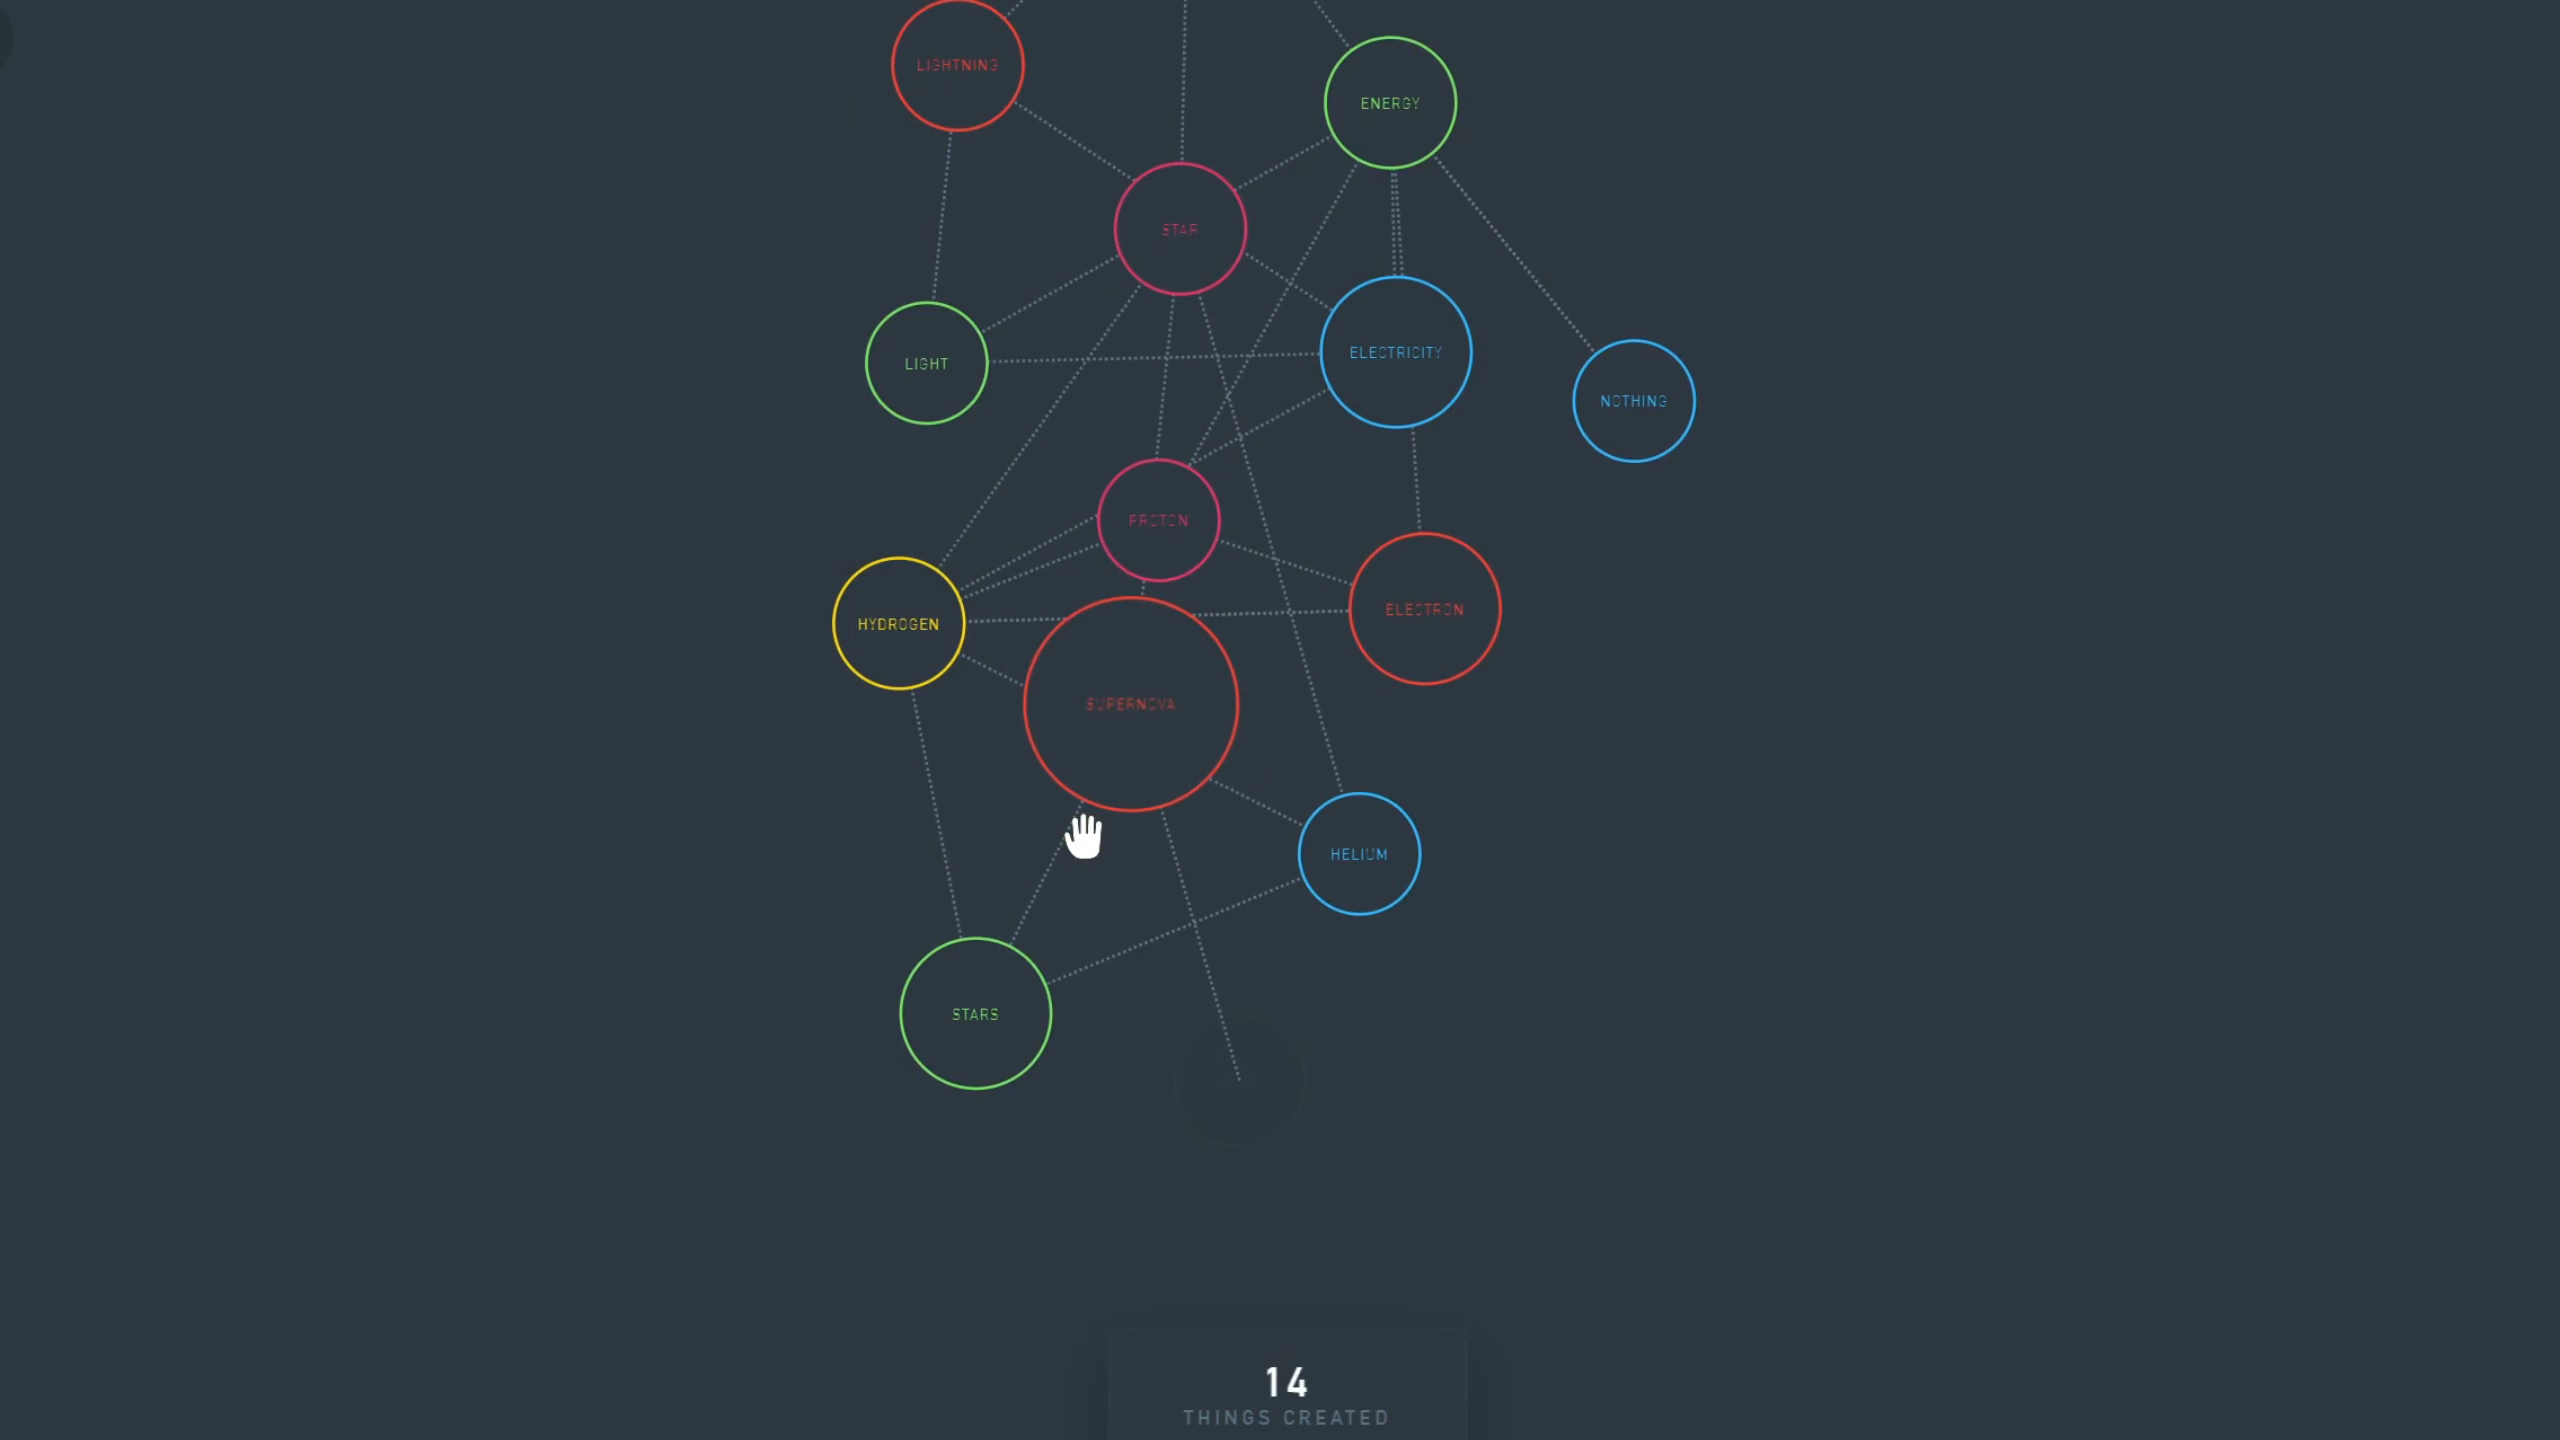 LIGHTNING
ENERGY
STAR
LIGHT
ELECTRICITY
NOTHING
PROTON
HYDROGEN
ELECTRON
SUPERNOVA
HELIUM
STARS
14
THINGS CREATED